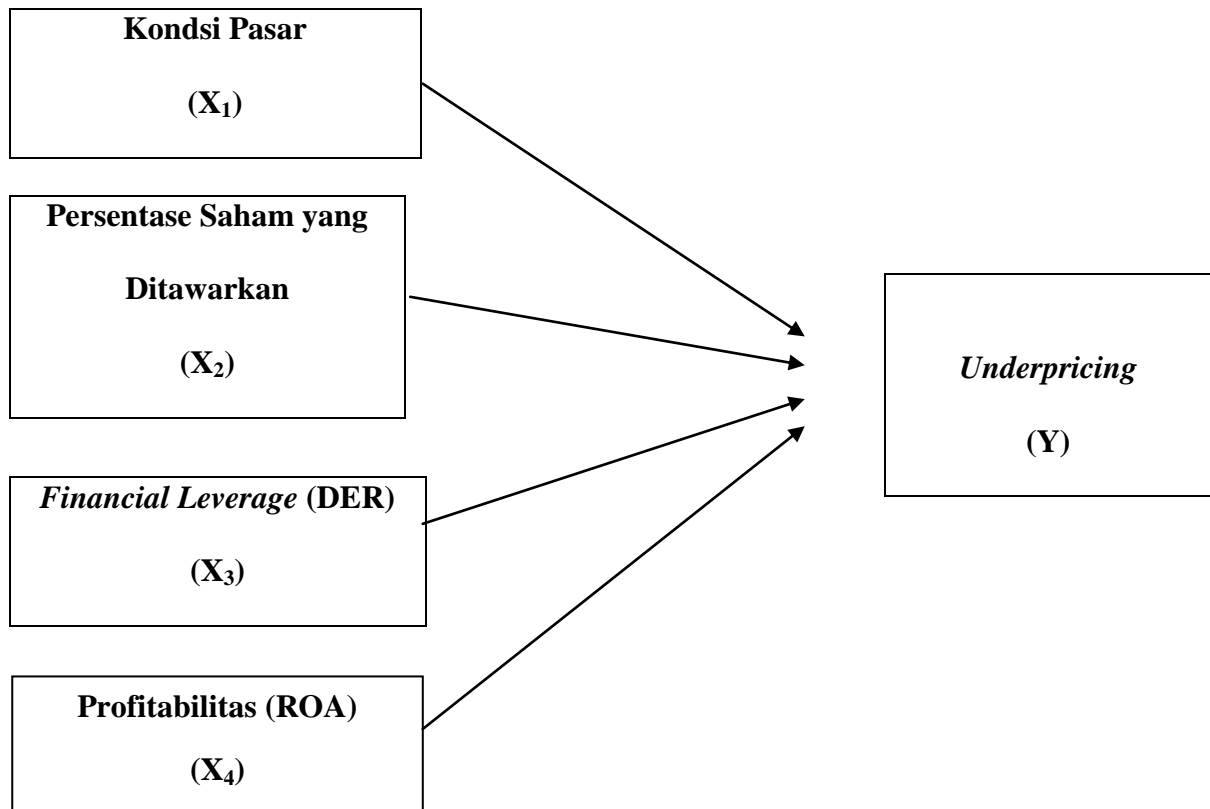 Kondsi Pasar
(X₁)
Persentase Saham yang
Ditawarkan
(X₂)
Financial Leverage (DER)
(X₃)
Profitabilitas (ROA)
(X₄)
Underpricing
(Y)